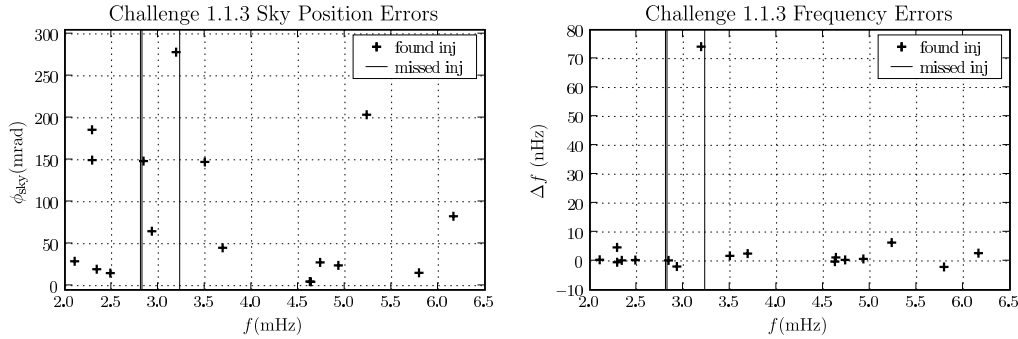 Challenge 1.1.3 Sky Position Errors
300
250
200
150
100
50
0
ϕsky(mrad)
found inj
missed inj
2.0 2.5 3.0 3.5 4.0 4.5 5.0 5.5 6.0 6.5
f(mHz)
Challenge 1.1.3 Frequency Errors
80
70
60
50
40
30
20
10
0
−10
Δf (nHz)
found inj
missed inj
2.0 2.5 3.0 3.5 4.0 4.5 5.0 5.5 6.0 6.5
f(mHz)